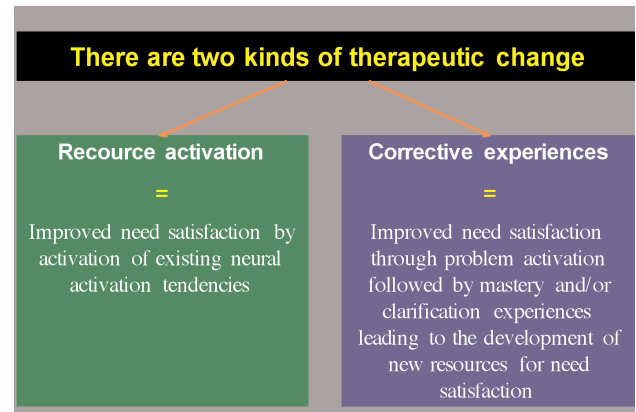 There are two kinds of therapeutic change
Recource activation
=
Improved need satisfaction by
activation of existing neural
activation tendencies
Corrective experiences
=
Improved need satisfaction
through problem activation
followed by mastery and/or
clarification experiences
leading to the development of
new resources for need
satisfaction